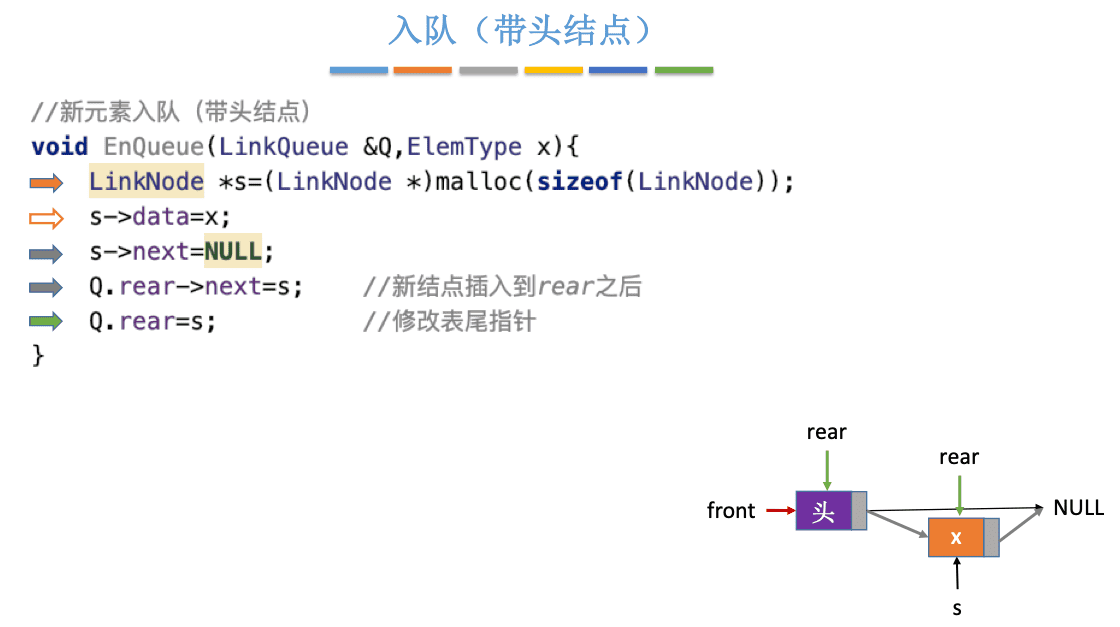 入队（带头结点）
//新元素入队（带头结点）
void EnQueue(LinkQueue &Q,ElemType x){
LinkNode *s=(LinkNode *)malloc(sizeof(LinkNode));
s->data=x;
s->next=NULL;
Q.rear->next=s; //新结点插入到rear之后
Q.rear=s; //修改表尾指针
}
rear
rear
front
头
NULL
x
s